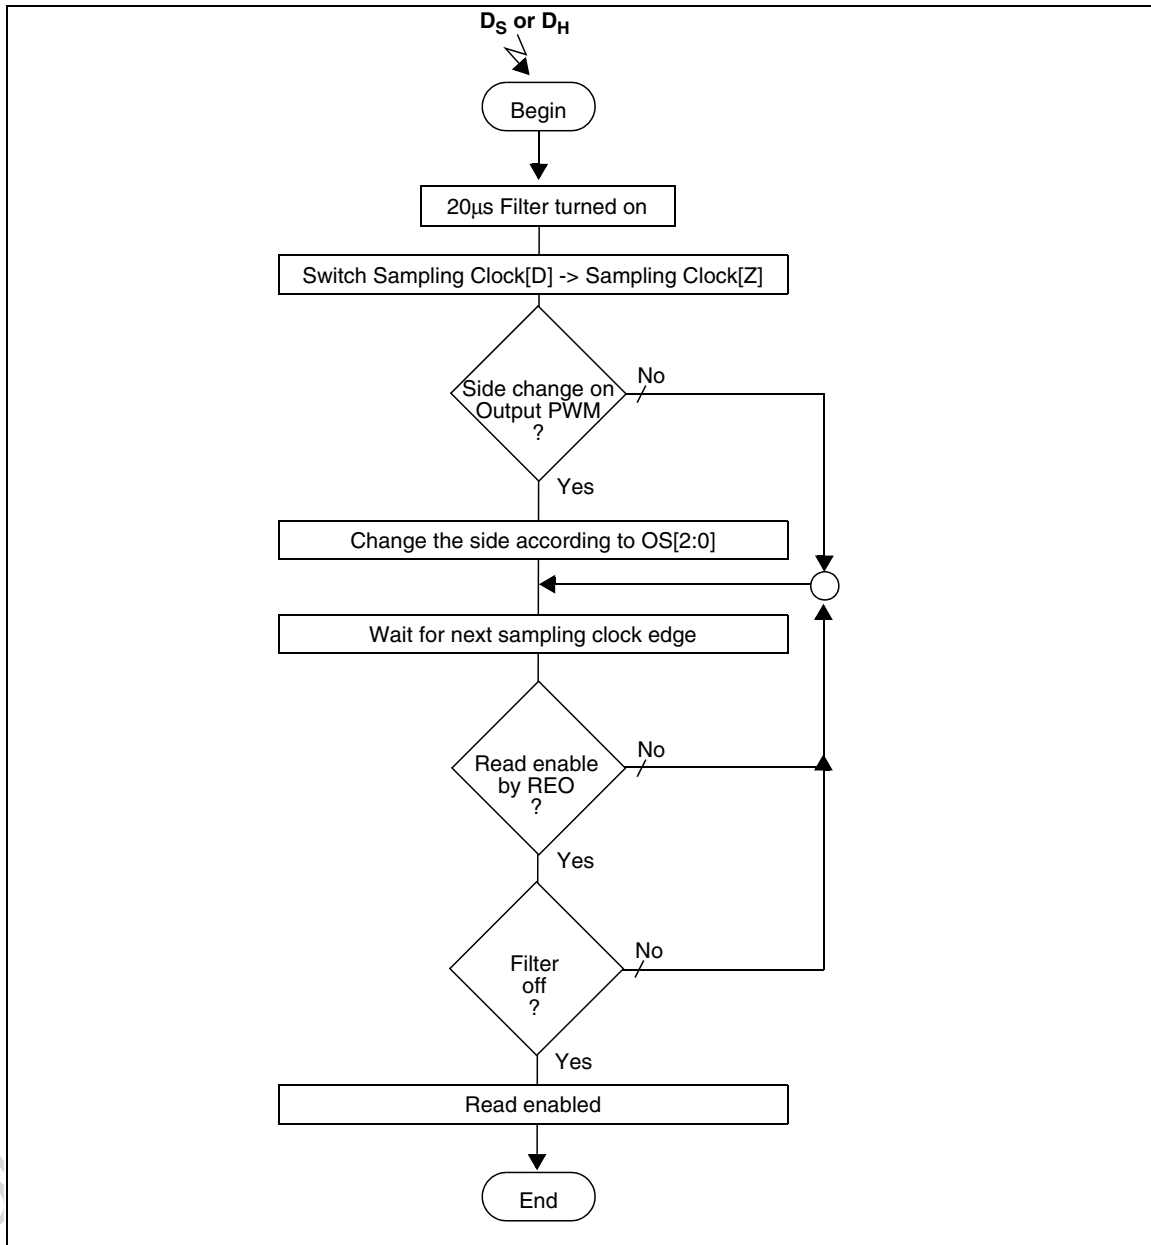 D_S or D_H
Begin
20µs Filter turned on
Switch Sampling Clock[D] -> Sampling Clock[Z]
Side change on
Output PWM
?
No
Yes
Change the side according to OS[2:0]
Wait for next sampling clock edge
Read enable
by REO
?
No
Yes
Filter
off
?
No
Yes
Read enabled
End